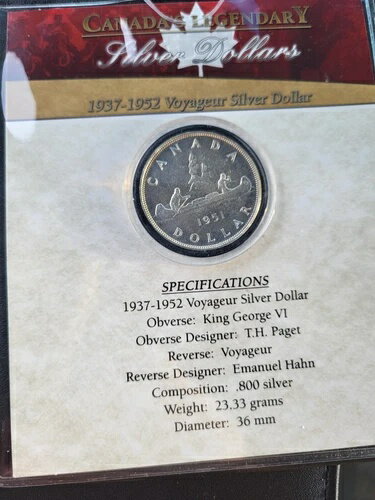 CANADA'S LEGENDARY
Silver Dollars
1937-1952 Voyageur Silver Dollar
CANADA
1951
DOLLAR
SPECIFICATIONS
1937-1952 Voyageur Silver Dollar
Obverse: King George VI
Obverse Designer: T.H. Paget
Reverse: Voyageur
Reverse Designer: Emanuel Hahn
Composition: .800 silver
Weight: 23.33 grams
Diameter: 36 mm